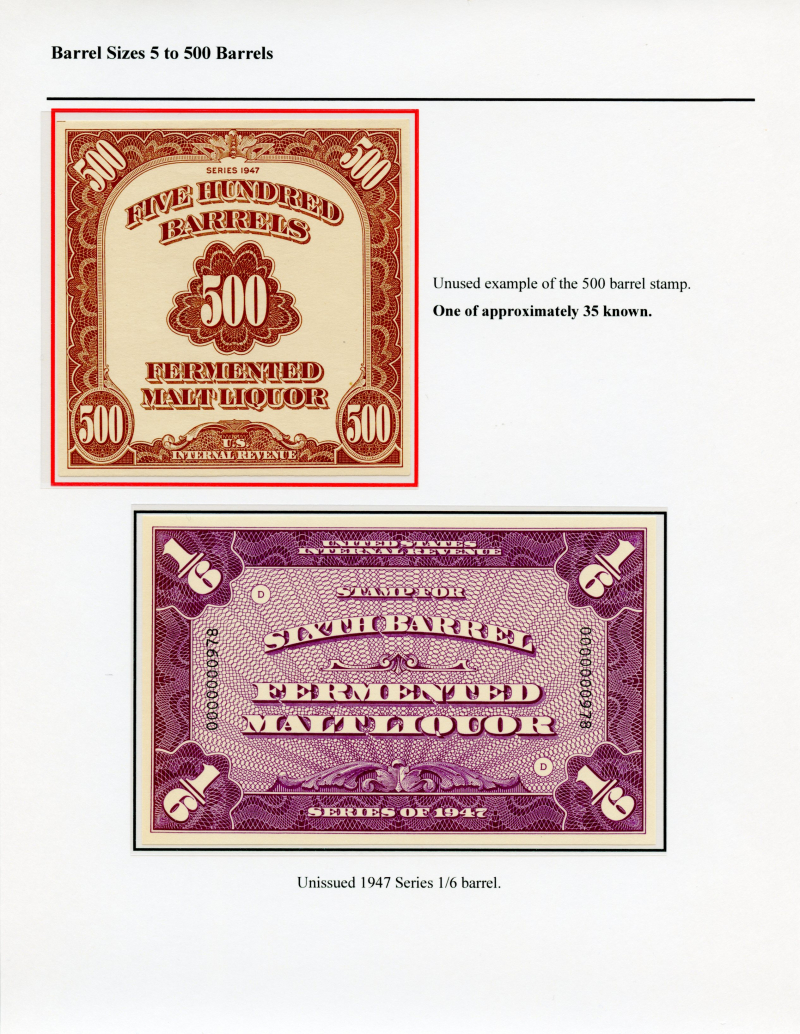 Barrel Sizes 5 to 500 Barrels
500
500
SERIES 1947
FIVE HUNDRED
BARRELS
500
FERMENTED
MALT LIQUOR
500
500
U.S.
INTERNAL REVENUE
Unused example of the 500 barrel stamp.
One of approximately 35 known.
1/6
1/6
UNITED STATES
INTERNAL REVENUE
D
STAMP FOR
SIXTH BARREL
0000000978
0000000978
FERMENTED
MALT LIQUOR
D
1/6
1/6
SERIES OF 1947
Unissued 1947 Series 1/6 barrel.